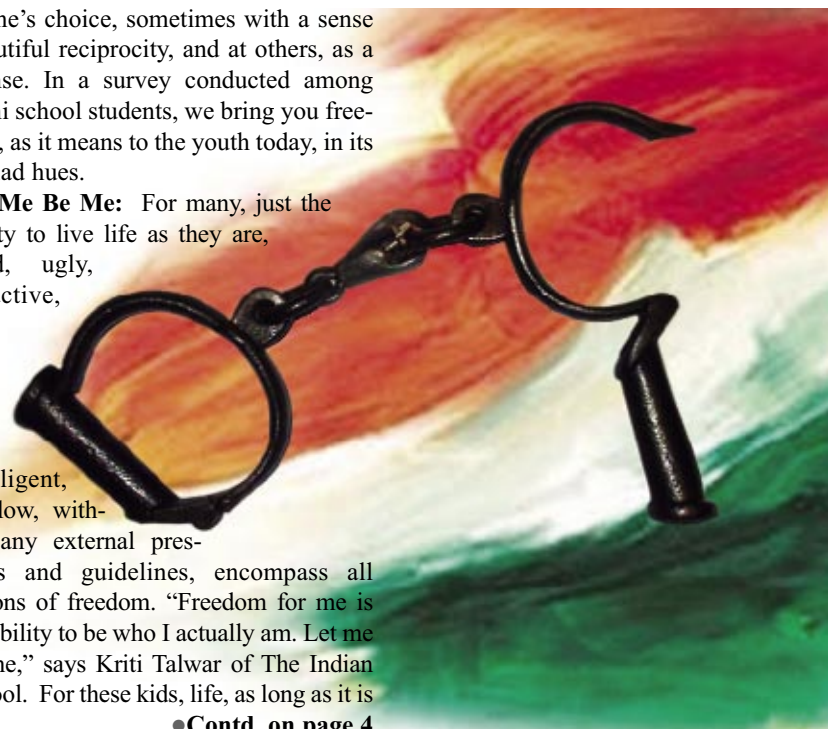 ne's choice, sometimes with a sense
utiful reciprocity, and at others, as a
nse. In a survey conducted among
ni school students, we bring you free-
, as it means to the youth today, in its
ad hues.
Me Be Me: For many, just the
ty to live life as they are,
d, ugly,
ctive,
ligent,
low, with-
any external pres-
s and guidelines, encompass all
ons of freedom. “Freedom for me is
bility to be who I actually am. Let me
ne,” says Kriti Talwar of The Indian
ool. For these kids, life, as long as it is
●Contd. on page 4